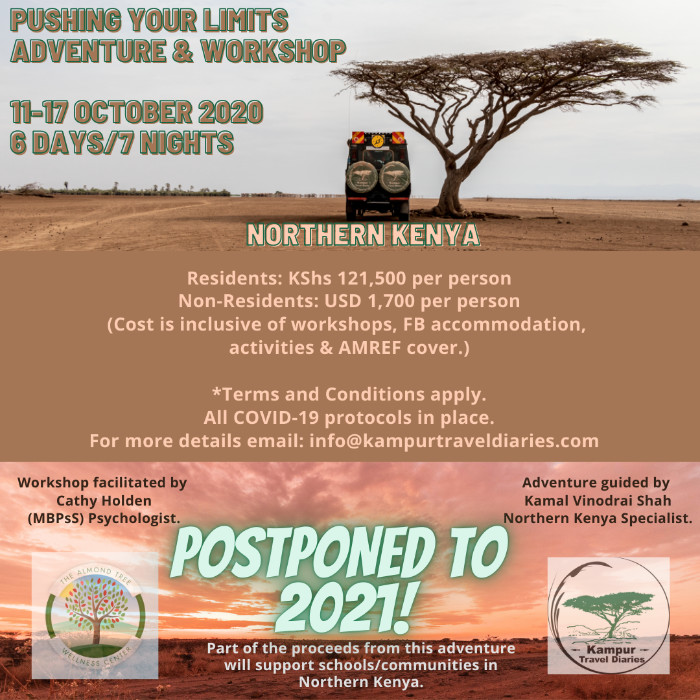 PUSHING YOUR LIMITS
ADVENTURE & WORKSHOP
11-17 OCTOBER 2020
6 DAYS/7 NIGHTS
NORTHERN KENYA
Residents: KShs 121,500 per person
Non-Residents: USD 1,700 per person
(Cost is inclusive of workshops, FB accommodation,
activities & AMREF cover.)
*Terms and Conditions apply.
All COVID-19 protocols in place.
For more details email: info@kampurtraveldiaries.com
Workshop facilitated by
Cathy Holden
(MBPsS) Psychologist.
Adventure guided by
Kamal Vinodrai Shah
Northern Kenya Specialist.
POSTPONED TO
2021!
THE ALMOND TREE
WELLNESS CENTER
Kampur
Travel Diaries
Part of the proceeds from this adventure
will support schools/communities in
Northern Kenya.